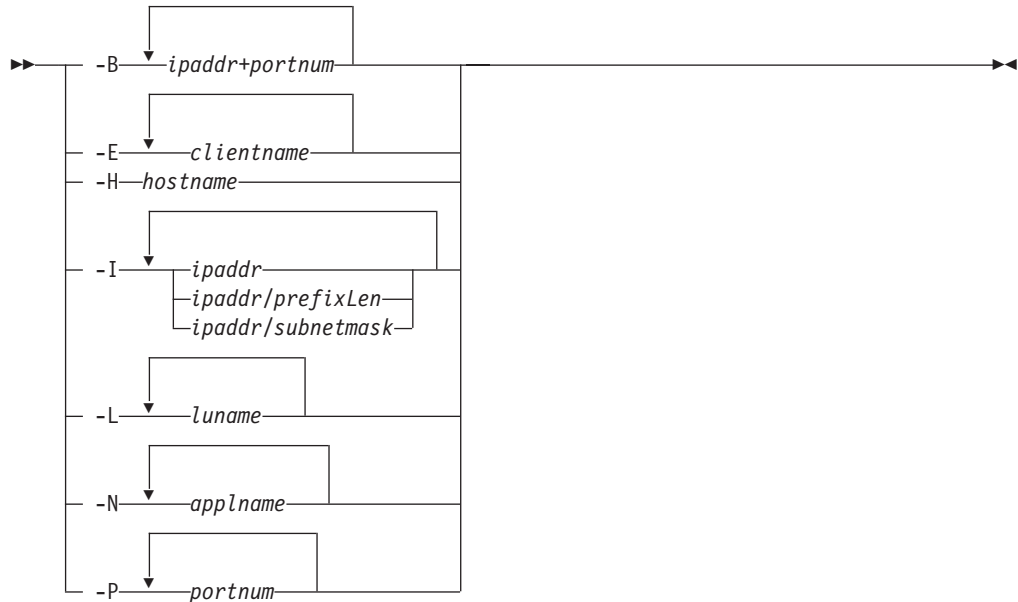 -B ipaddr+portnum
-E clientname
-H hostname
-I ipaddr
ipaddr/prefixLen
ipaddr/subnetmask
-L luname
-N applname
-P portnum